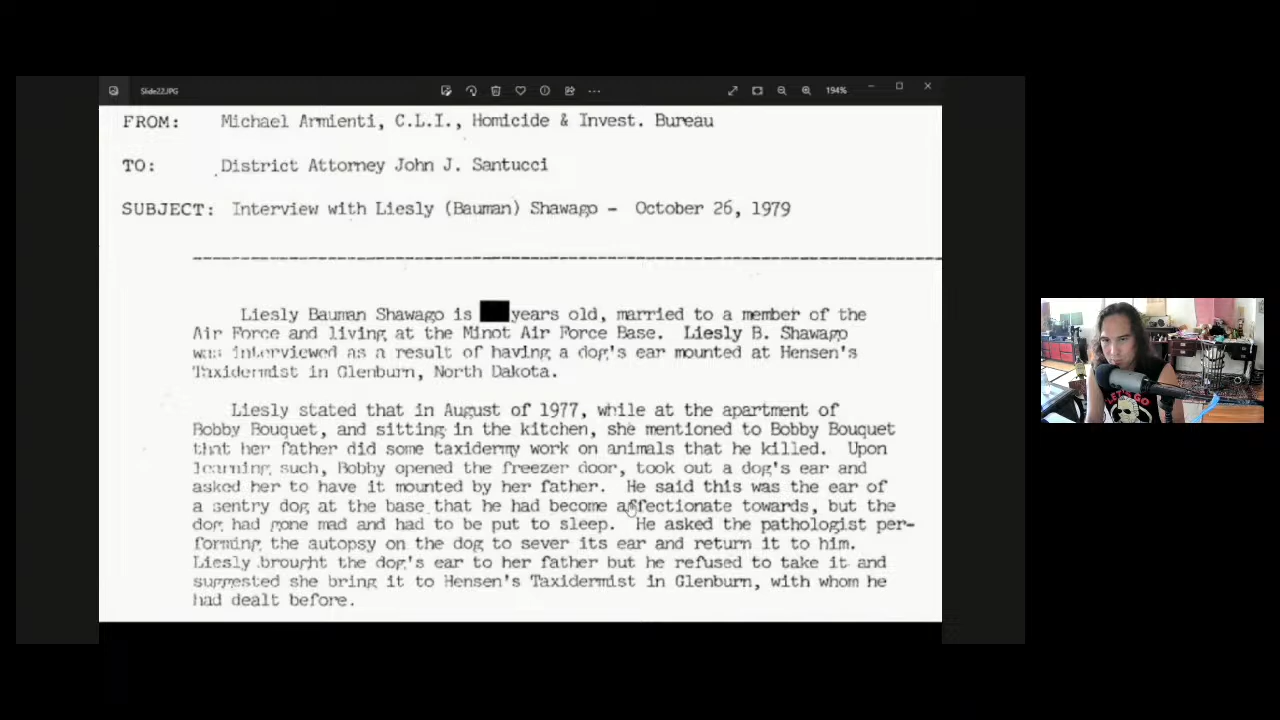 Slide22.JPG
194%
FROM: Michael Armienti, C.L.I., Homicide & Invest. Bureau
TO: District Attorney John J. Santucci
SUBJECT: Interview with Liesly (Bauman) Shawago - October 26, 1979
Liesly Bauman Shawago is years old, married to a member of the
Air Force and living at the Minot Air Force Base. Liesly B. Shawago
was interviewed as a result of having a dog's ear mounted at Hensen's
Taxidermist in Glenburn, North Dakota.
Liesly stated that in August of 1977, while at the apartment of
Bobby Bouquet, and sitting in the kitchen, she mentioned to Bobby Bouquet
that her father did some taxidermy work on animals that he killed. Upon
learning such, Bobby opened the freezer door, took out a dog's ear and
asked her to have it mounted by her father. He said this was the ear of
a sentry dog at the base that he had become affectionate towards, but the
dog had gone mad and had to be put to sleep. He asked the pathologist per-
forming the autopsy on the dog to sever its ear and return it to him.
Liesly brought the dog's ear to her father but he refused to take it and
suggested she bring it to Hensen's Taxidermist in Glenburn, with whom he
had dealt before.
LET'S GO